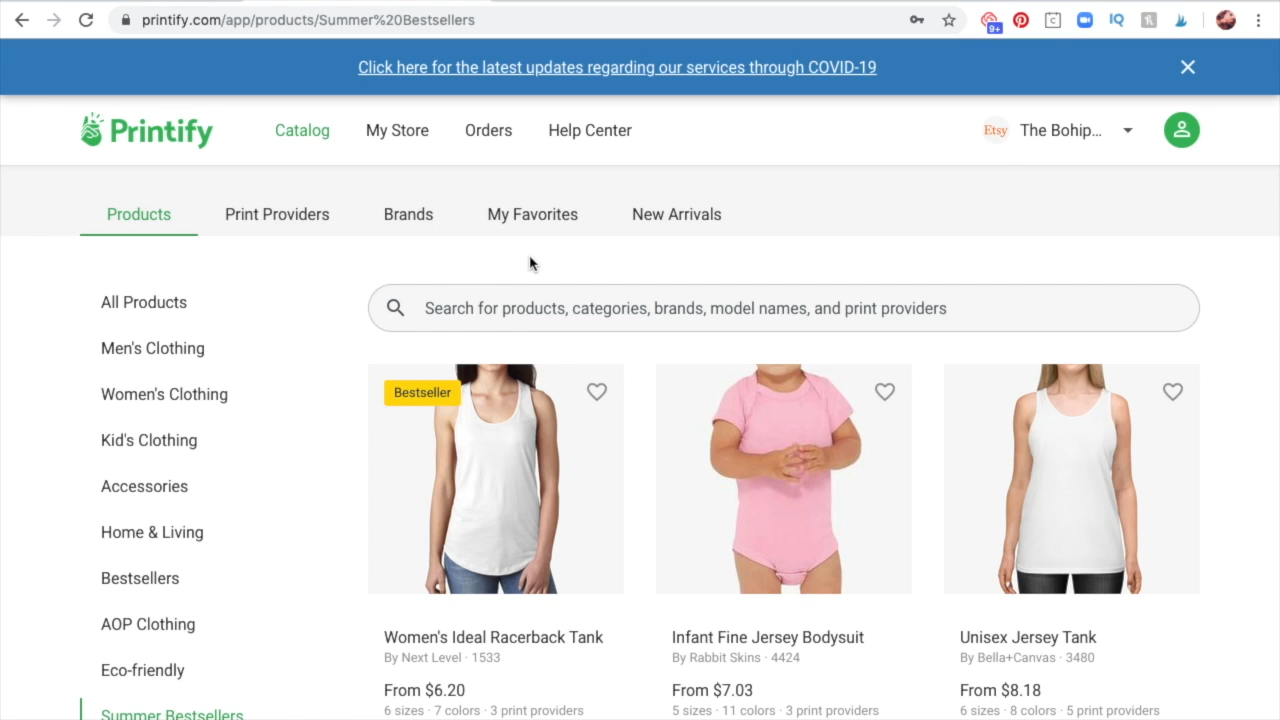 printify.com/app/products/Summer%20Bestsellers
9+
IQ
Click here for the latest updates regarding our services through COVID-19
Printify
Catalog
My Store
Orders
Help Center
Etsy
The Bohip...
Products
Print Providers
Brands
My Favorites
New Arrivals
All Products
Men's Clothing
Women's Clothing
Kid's Clothing
Accessories
Home & Living
Bestsellers
AOP Clothing
Eco-friendly
Summer Bestsellers
Search for products, categories, brands, model names, and print providers
Bestseller
Women's Ideal Racerback Tank
By Next Level · 1533
From $6.20
6 sizes · 7 colors · 3 print providers
Infant Fine Jersey Bodysuit
By Rabbit Skins · 4424
From $7.03
5 sizes · 11 colors · 3 print providers
Unisex Jersey Tank
By Bella+Canvas · 3480
From $8.18
6 sizes · 8 colors · 5 print providers